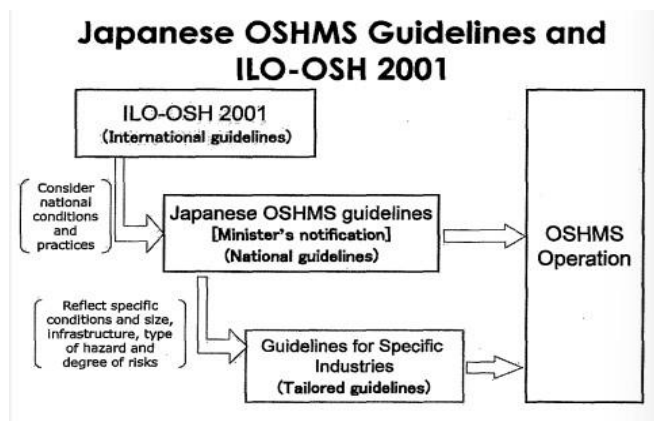 Japanese OSHMS Guidelines and
ILO-OSH 2001
ILO-OSH 2001
(International guidelines)
Consider
national
conditions
and
practices
Japanese OSHMS guidelines
[Minister's notification]
(National guidelines)
OSHMS
Operation
Reflect specific
conditions and size,
infrastructure, type
of hazard and
degree of risks
Guidelines for Specific
Industries
(Tailored guidelines)